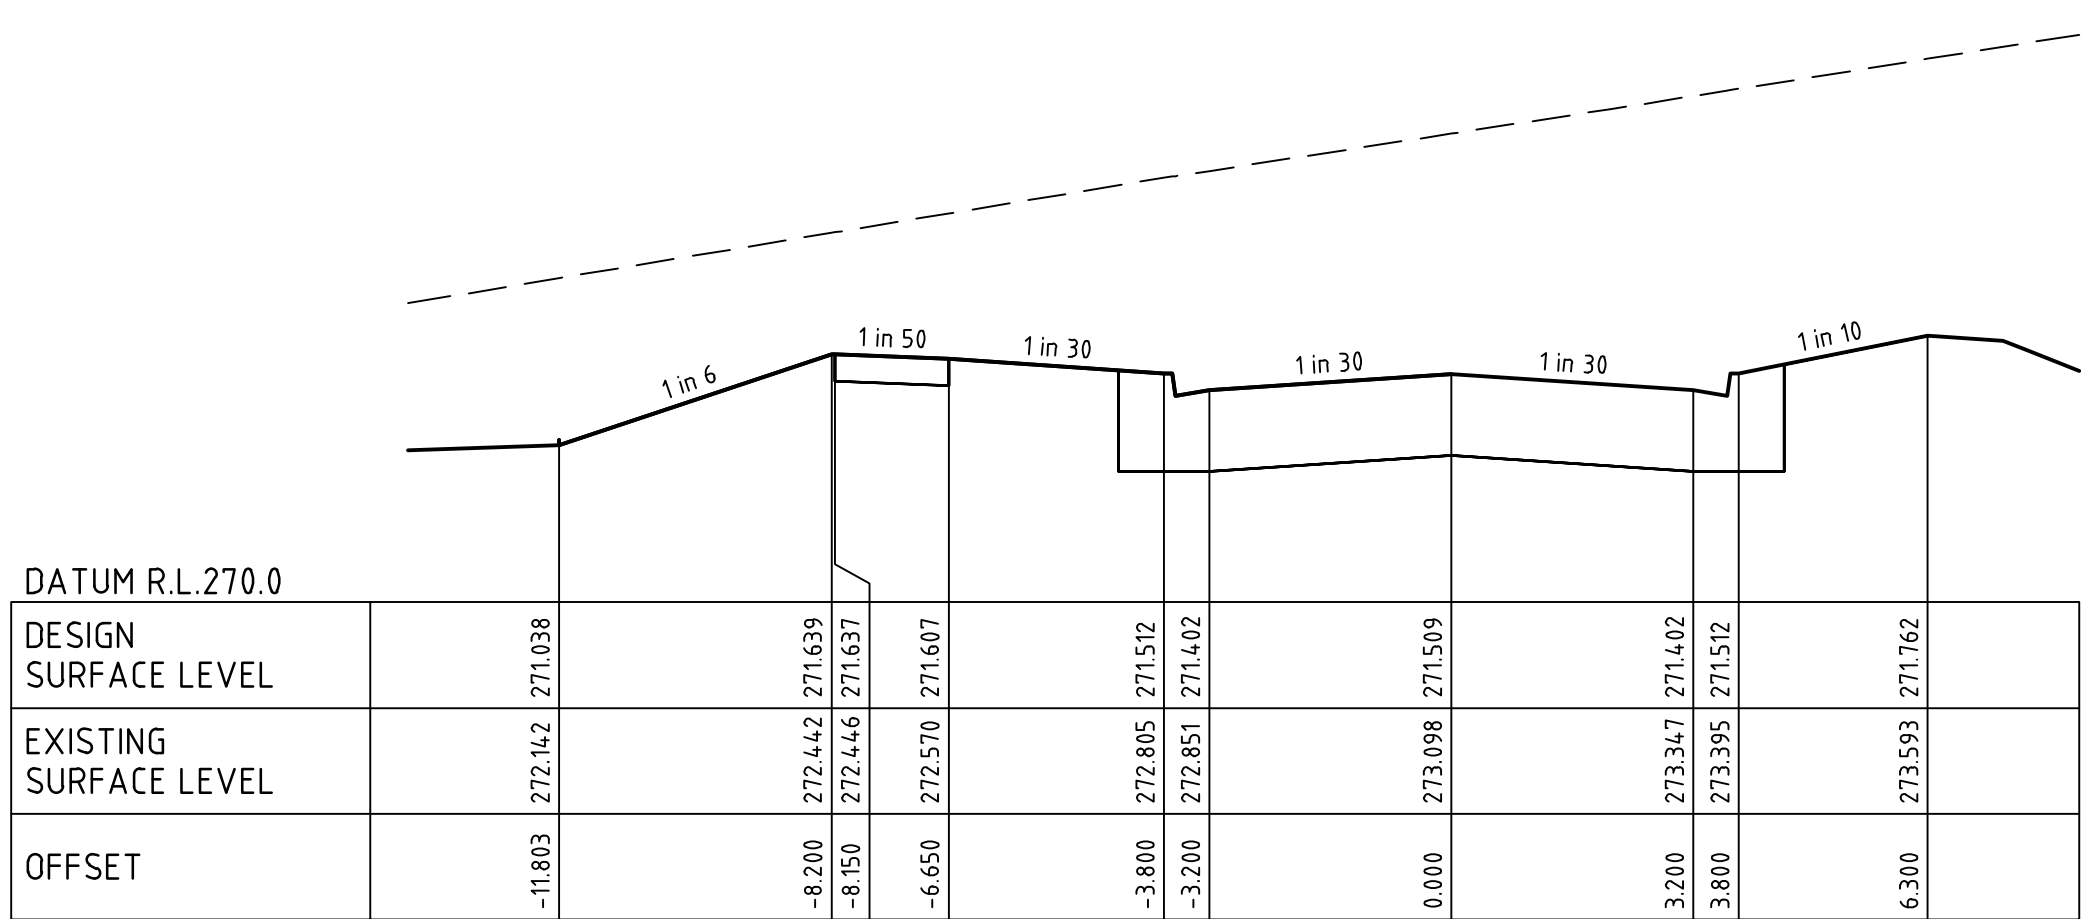 1 in 6
1 in 50
1 in 30
1 in 30
1 in 30
1 in 10
DATUM R.L.270.0
DESIGN
SURFACE LEVEL
271.038
271.639
271.637
271.607
271.512
271.402
271.509
271.402
271.512
271.762
EXISTING
SURFACE LEVEL
272.142
272.442
272.446
272.570
272.805
272.851
273.098
273.347
273.395
273.593
OFFSET
-11.803
-8.200
-8.150
-6.650
-3.800
-3.200
0.000
3.200
3.800
6.300